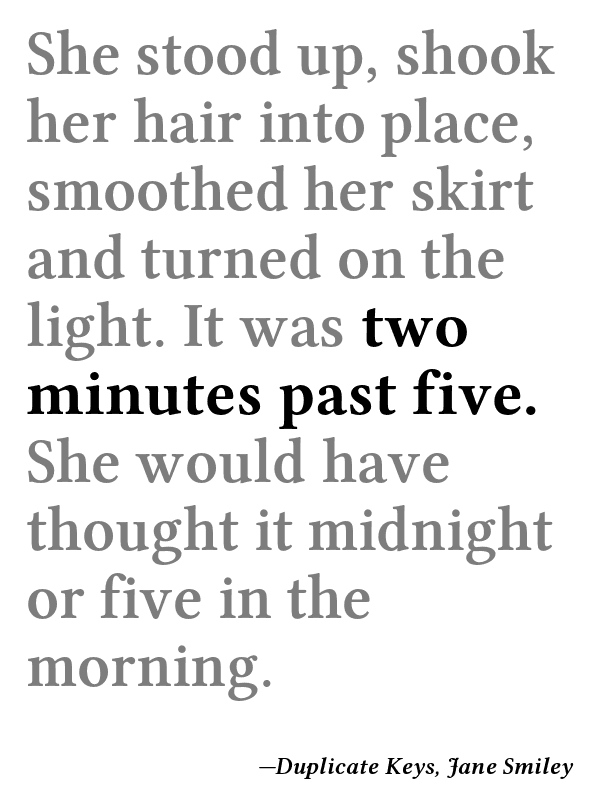 She stood up, shook
her hair into place,
smoothed her skirt
and turned on the
light. It was two
minutes past five.
She would have
thought it midnight
or five in the
morning.
—Duplicate Keys, Jane Smiley